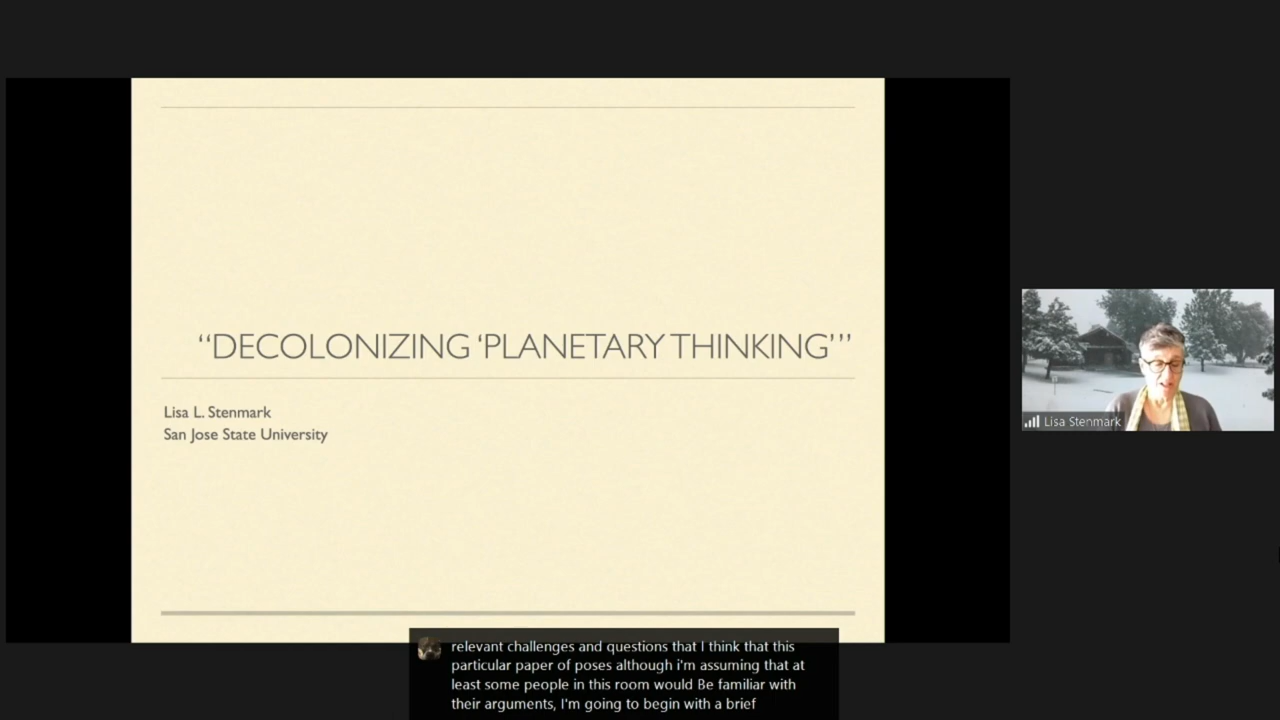 “DECOLONIZING ‘PLANETARY THINKING’”
Lisa L. Stenmark
San Jose State University
Lisa Stenmark
relevant challenges and questions that I think that this
particular paper of poses although i'm assuming that at
least some people in this room would Be familiar with
their arguments, I'm going to begin with a brief